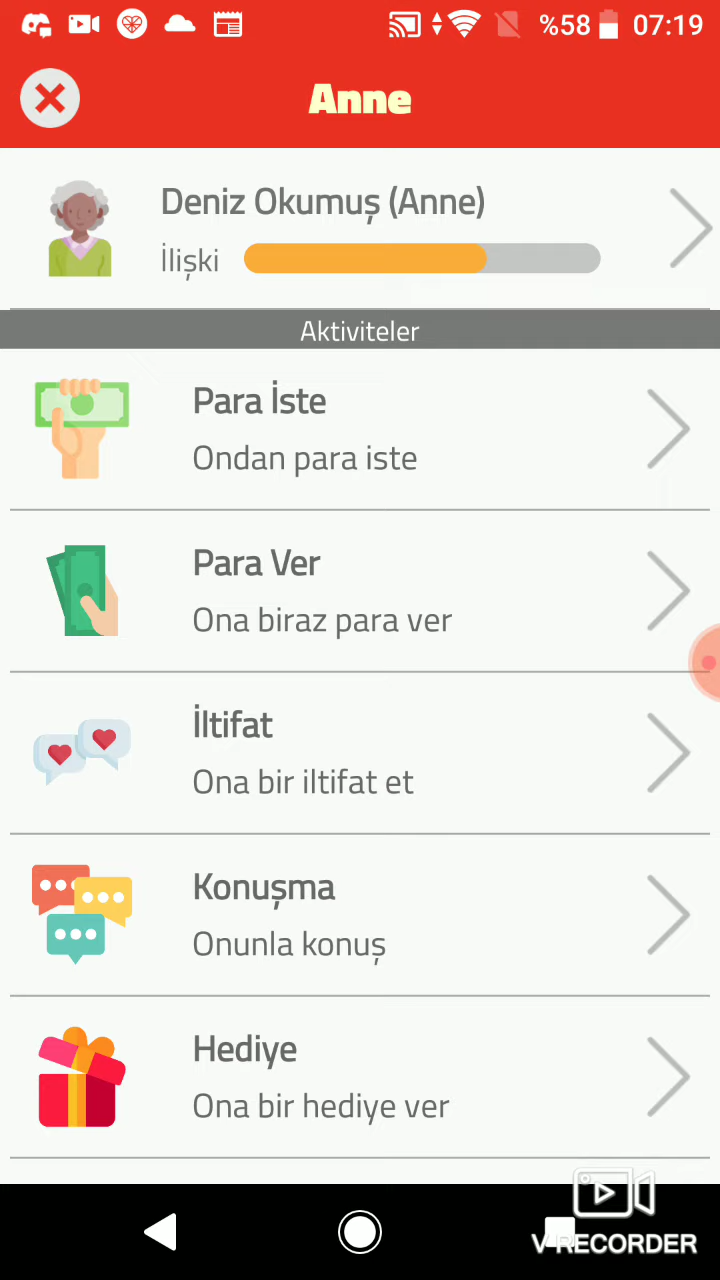 %58 07:19
Anne
Deniz Okumuş (Anne)
İlişki
Aktiviteler
Para İste
Ondan para iste
Para Ver
Ona biraz para ver
İltifat
Ona bir iltifat et
Konuşma
Onunla konuş
Hediye
Ona bir hediye ver
V RECORDER